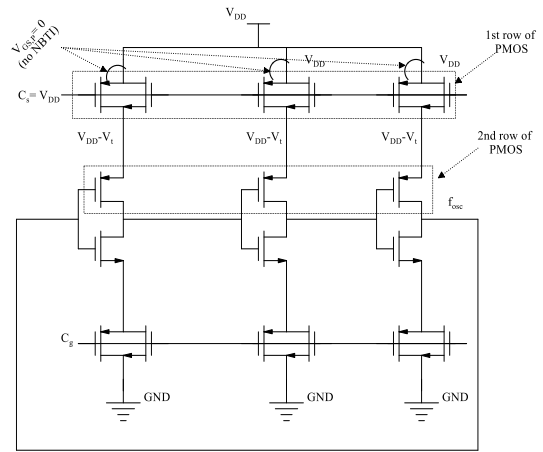 V_DD
V_GS,P = 0
(no NBTI)
V_DD
V_DD
1st row of
PMOS
C_s = V_DD
V_DD-V_t
V_DD-V_t
V_DD-V_t
2nd row of
PMOS
f_osc
C_g
GND
GND
GND